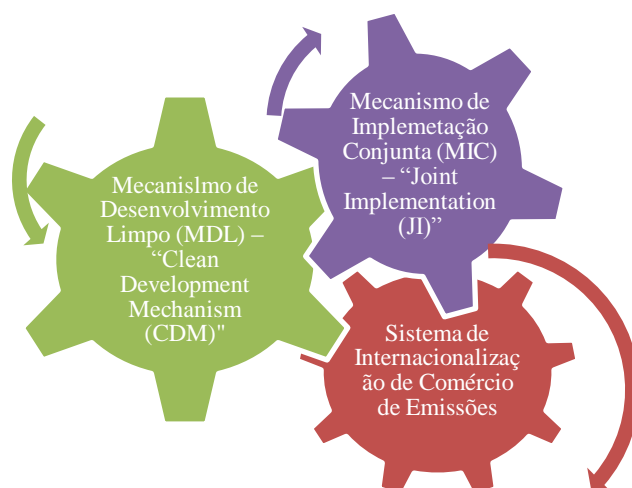 Mecanismo de
Implemetação
Conjunta (MIC)
– “Joint
Implementation
(JI)”
Mecanislmo de
Desenvolvimento
Limpo (MDL) –
“Clean
Development
Mechanism
(CDM)"
Sistema de
Internacionalizaç
ão de Comércio
de Emissões